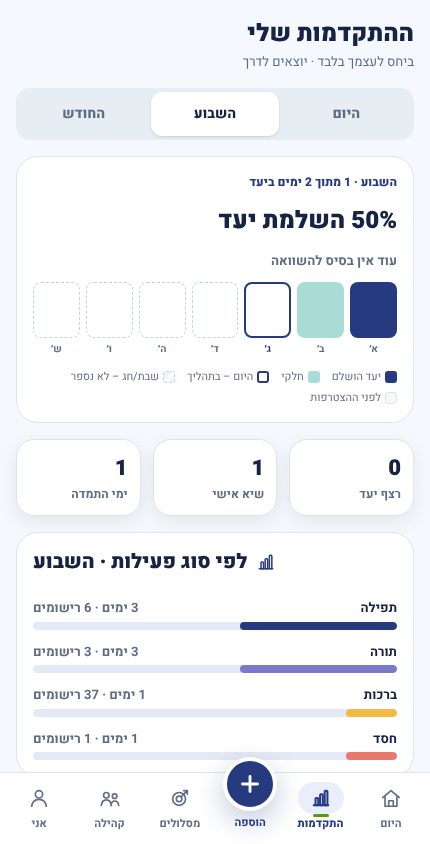 ההתקדמות שלי
ביחס לעצמך בלבד · יוצאים לדרך
היום
השבוע
החודש
השבוע · 1 מתוך 2 ימים ביעד
50% השלמת יעד
עוד אין בסיס להשוואה
א׳
ב׳
ג׳
ד׳
ה׳
ו׳
ש׳
יעד הושלם
חלקי
היום – בתהליך
שבת/חג – לא נספר
לפני ההצטרפות
0
רצף יעד
1
שיא אישי
1
ימי התמדה
לפי סוג פעילות · השבוע
תפילה
3 ימים · 6 רישומים
תורה
3 ימים · 3 רישומים
ברכות
1 ימים · 37 רישומים
חסד
1 ימים · 1 רישומים
היום
התקדמות
הוספה
מסלולים
קהילה
אני